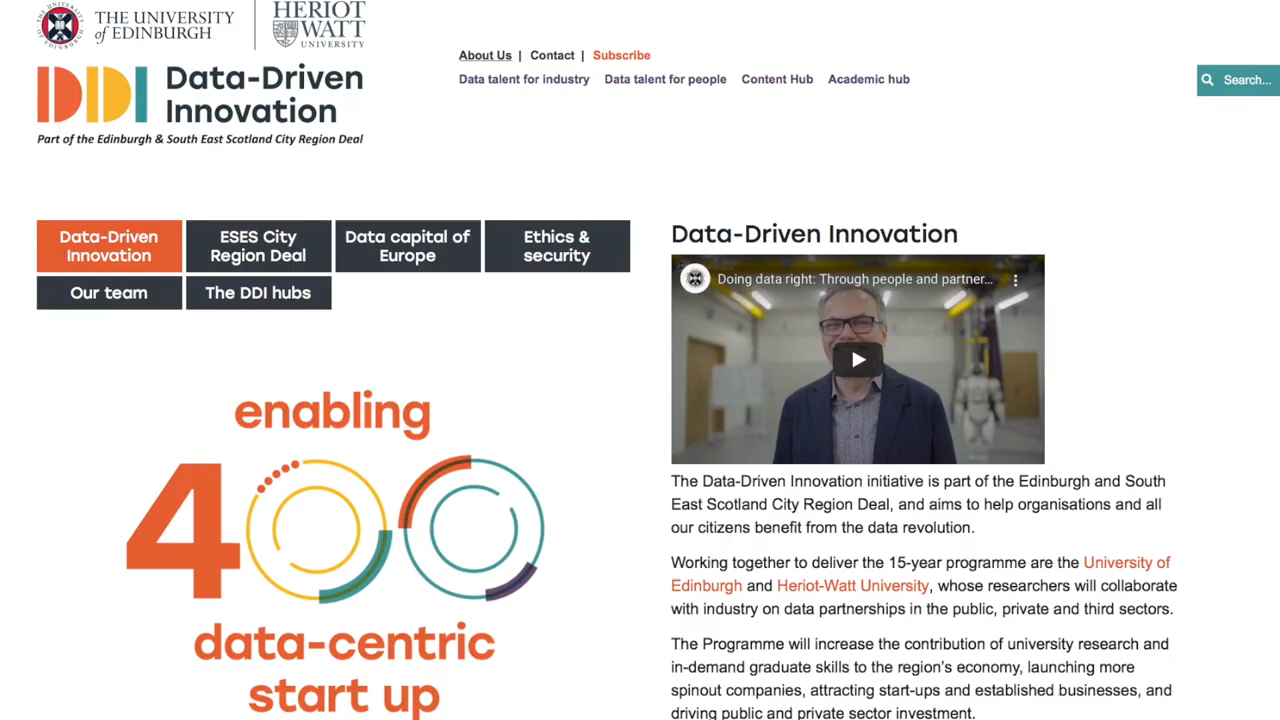 THE UNIVERSITY
of EDINBURGH
HERIOT
WATT
UNIVERSITY
DDI Data-Driven
Innovation
Part of the Edinburgh & South East Scotland City Region Deal
About Us | Contact | Subscribe
Data talent for industry Data talent for people Content Hub Academic hub
Search...
Data-Driven
Innovation
ESES City
Region Deal
Data capital of
Europe
Ethics &
security
Our team
The DDI hubs
enabling
400
data-centric
start up
Data-Driven Innovation
Doing data right: Through people and partner...
The Data-Driven Innovation initiative is part of the Edinburgh and South
East Scotland City Region Deal, and aims to help organisations and all
our citizens benefit from the data revolution.
Working together to deliver the 15-year programme are the University of
Edinburgh and Heriot-Watt University, whose researchers will collaborate
with industry on data partnerships in the public, private and third sectors.
The Programme will increase the contribution of university research and
in-demand graduate skills to the region's economy, launching more
spinout companies, attracting start-ups and established businesses, and
driving public and private sector investment.